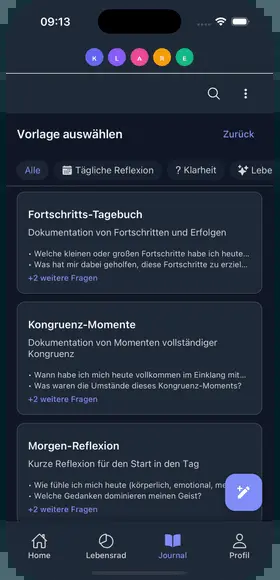 09:13
K L A R E
Vorlage auswählen
Zurück
Alle
Tägliche Reflexion
? Klarheit
Lebe
Fortschritts-Tagebuch
Dokumentation von Fortschritten und Erfolgen
• Welche kleinen oder großen Fortschritte habe ich heute...
• Was hat mir dabei geholfen, diese Fortschritte zu erziel...
+2 weitere Fragen
Kongruenz-Momente
Dokumentation von Momenten vollständiger
Kongruenz
• Wann habe ich mich heute vollkommen im Einklang mit...
• Was waren die Umstände dieses Kongruenz-Moments?
+2 weitere Fragen
Morgen-Reflexion
Kurze Reflexion für den Start in den Tag
• Wie fühle ich mich heute (körperlich, emotional, me
• Welche Gedanken dominieren meinen Geist?
+2 weitere Fragen
Home
Lebensrad
Journal
Profil